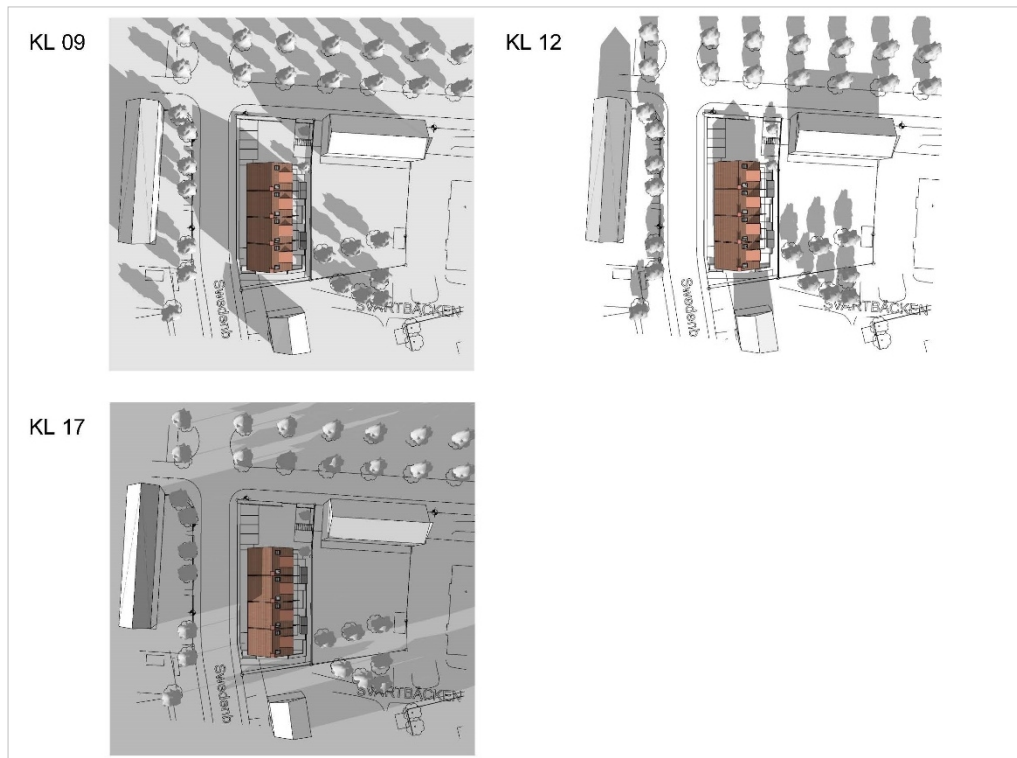 KL 09
KL 12
Swedenb
SVARTBÄCKEN
Swedenb
SVARTBÄCKEN
KL 17
Swedenb
SVARTBÄCKEN